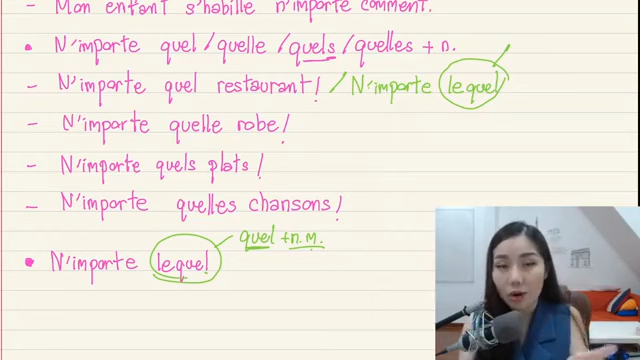 - Mon enfant s'habille n'importe comment.
• N'importe quel / quelle / quels / quelles + n.
- N'importe quel restaurant! / N'importe lequel
- N'importe quelle robe!
- N'importe quels plats!
- N'importe quelles chansons!
quel + n.m.
• N'importe lequel